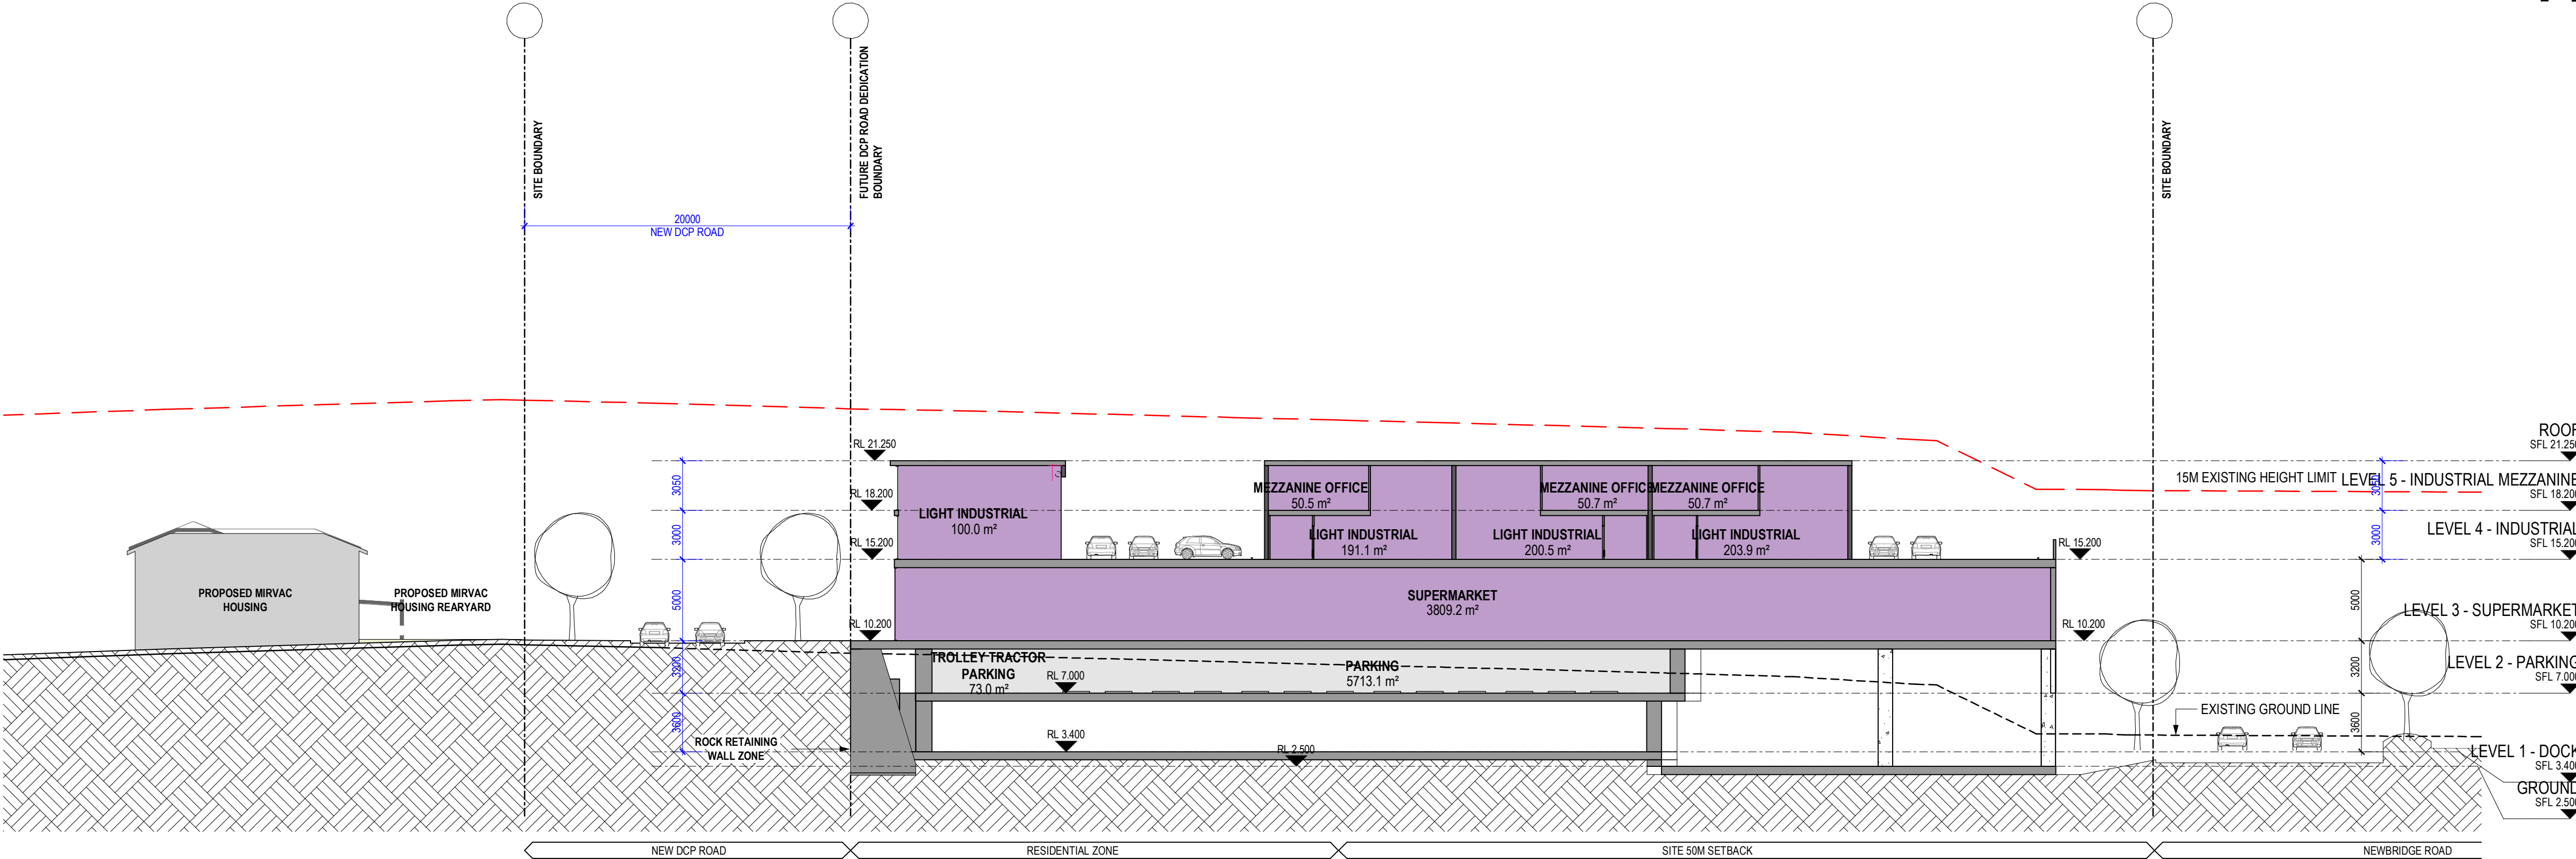 SITE BOUNDARY
FUTURE DCP ROAD DEDICATION
BOUNDARY
SITE BOUNDARY
20000
NEW DCP ROAD
RL 21.250
RL 18.200
RL 15.200
RL 10.200
3050
3000
5000
3200
3600
LIGHT INDUSTRIAL
100.0 m²
MEZZANINE OFFICE
50.5 m²
MEZZANINE OFFICE
50.7 m²
MEZZANINE OFFICE
50.7 m²
LIGHT INDUSTRIAL
191.1 m²
LIGHT INDUSTRIAL
200.5 m²
LIGHT INDUSTRIAL
203.9 m²
SUPERMARKET
3809.2 m²
TROLLEY TRACTOR
PARKING
73.0 m²
RL 7.000
PARKING
5713.1 m²
RL 3.400
RL 2.500
ROCK RETAINING
WALL ZONE
PROPOSED MIRVAC
HOUSING
PROPOSED MIRVAC
HOUSING REARYARD
RL 15.200
RL 10.200
15M EXISTING HEIGHT LIMIT
EXISTING GROUND LINE
3050
3000
5000
3200
3600
ROOF
SFL 21.250
LEVEL 5 - INDUSTRIAL MEZZANINE
SFL 18.200
LEVEL 4 - INDUSTRIAL
SFL 15.200
LEVEL 3 - SUPERMARKET
SFL 10.200
LEVEL 2 - PARKING
SFL 7.000
LEVEL 1 - DOCK
SFL 3.400
GROUND
SFL 2.500
NEW DCP ROAD
RESIDENTIAL ZONE
SITE 50M SETBACK
NEWBRIDGE ROAD